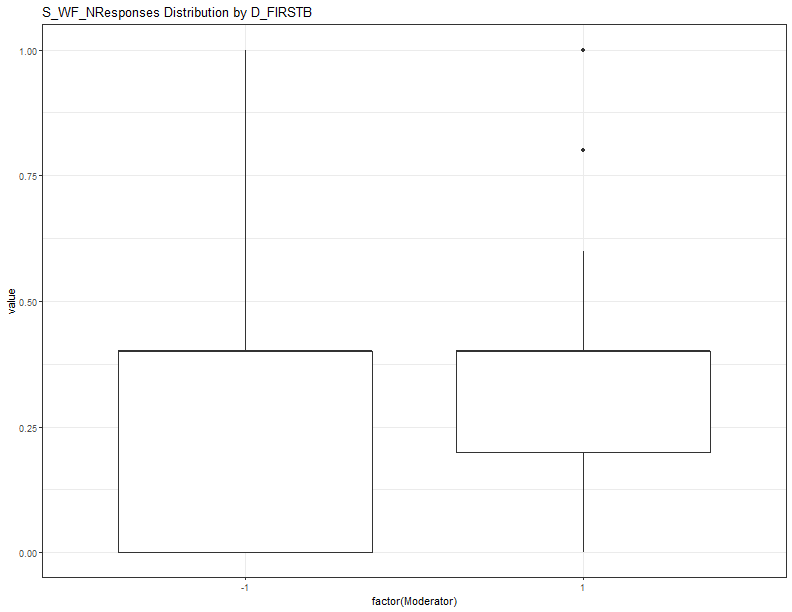 S_WF_NResponses Distribution by D_FIRSTB
1.00
0.75
value
0.50
0.25
0.00
-1
1
factor(Moderator)